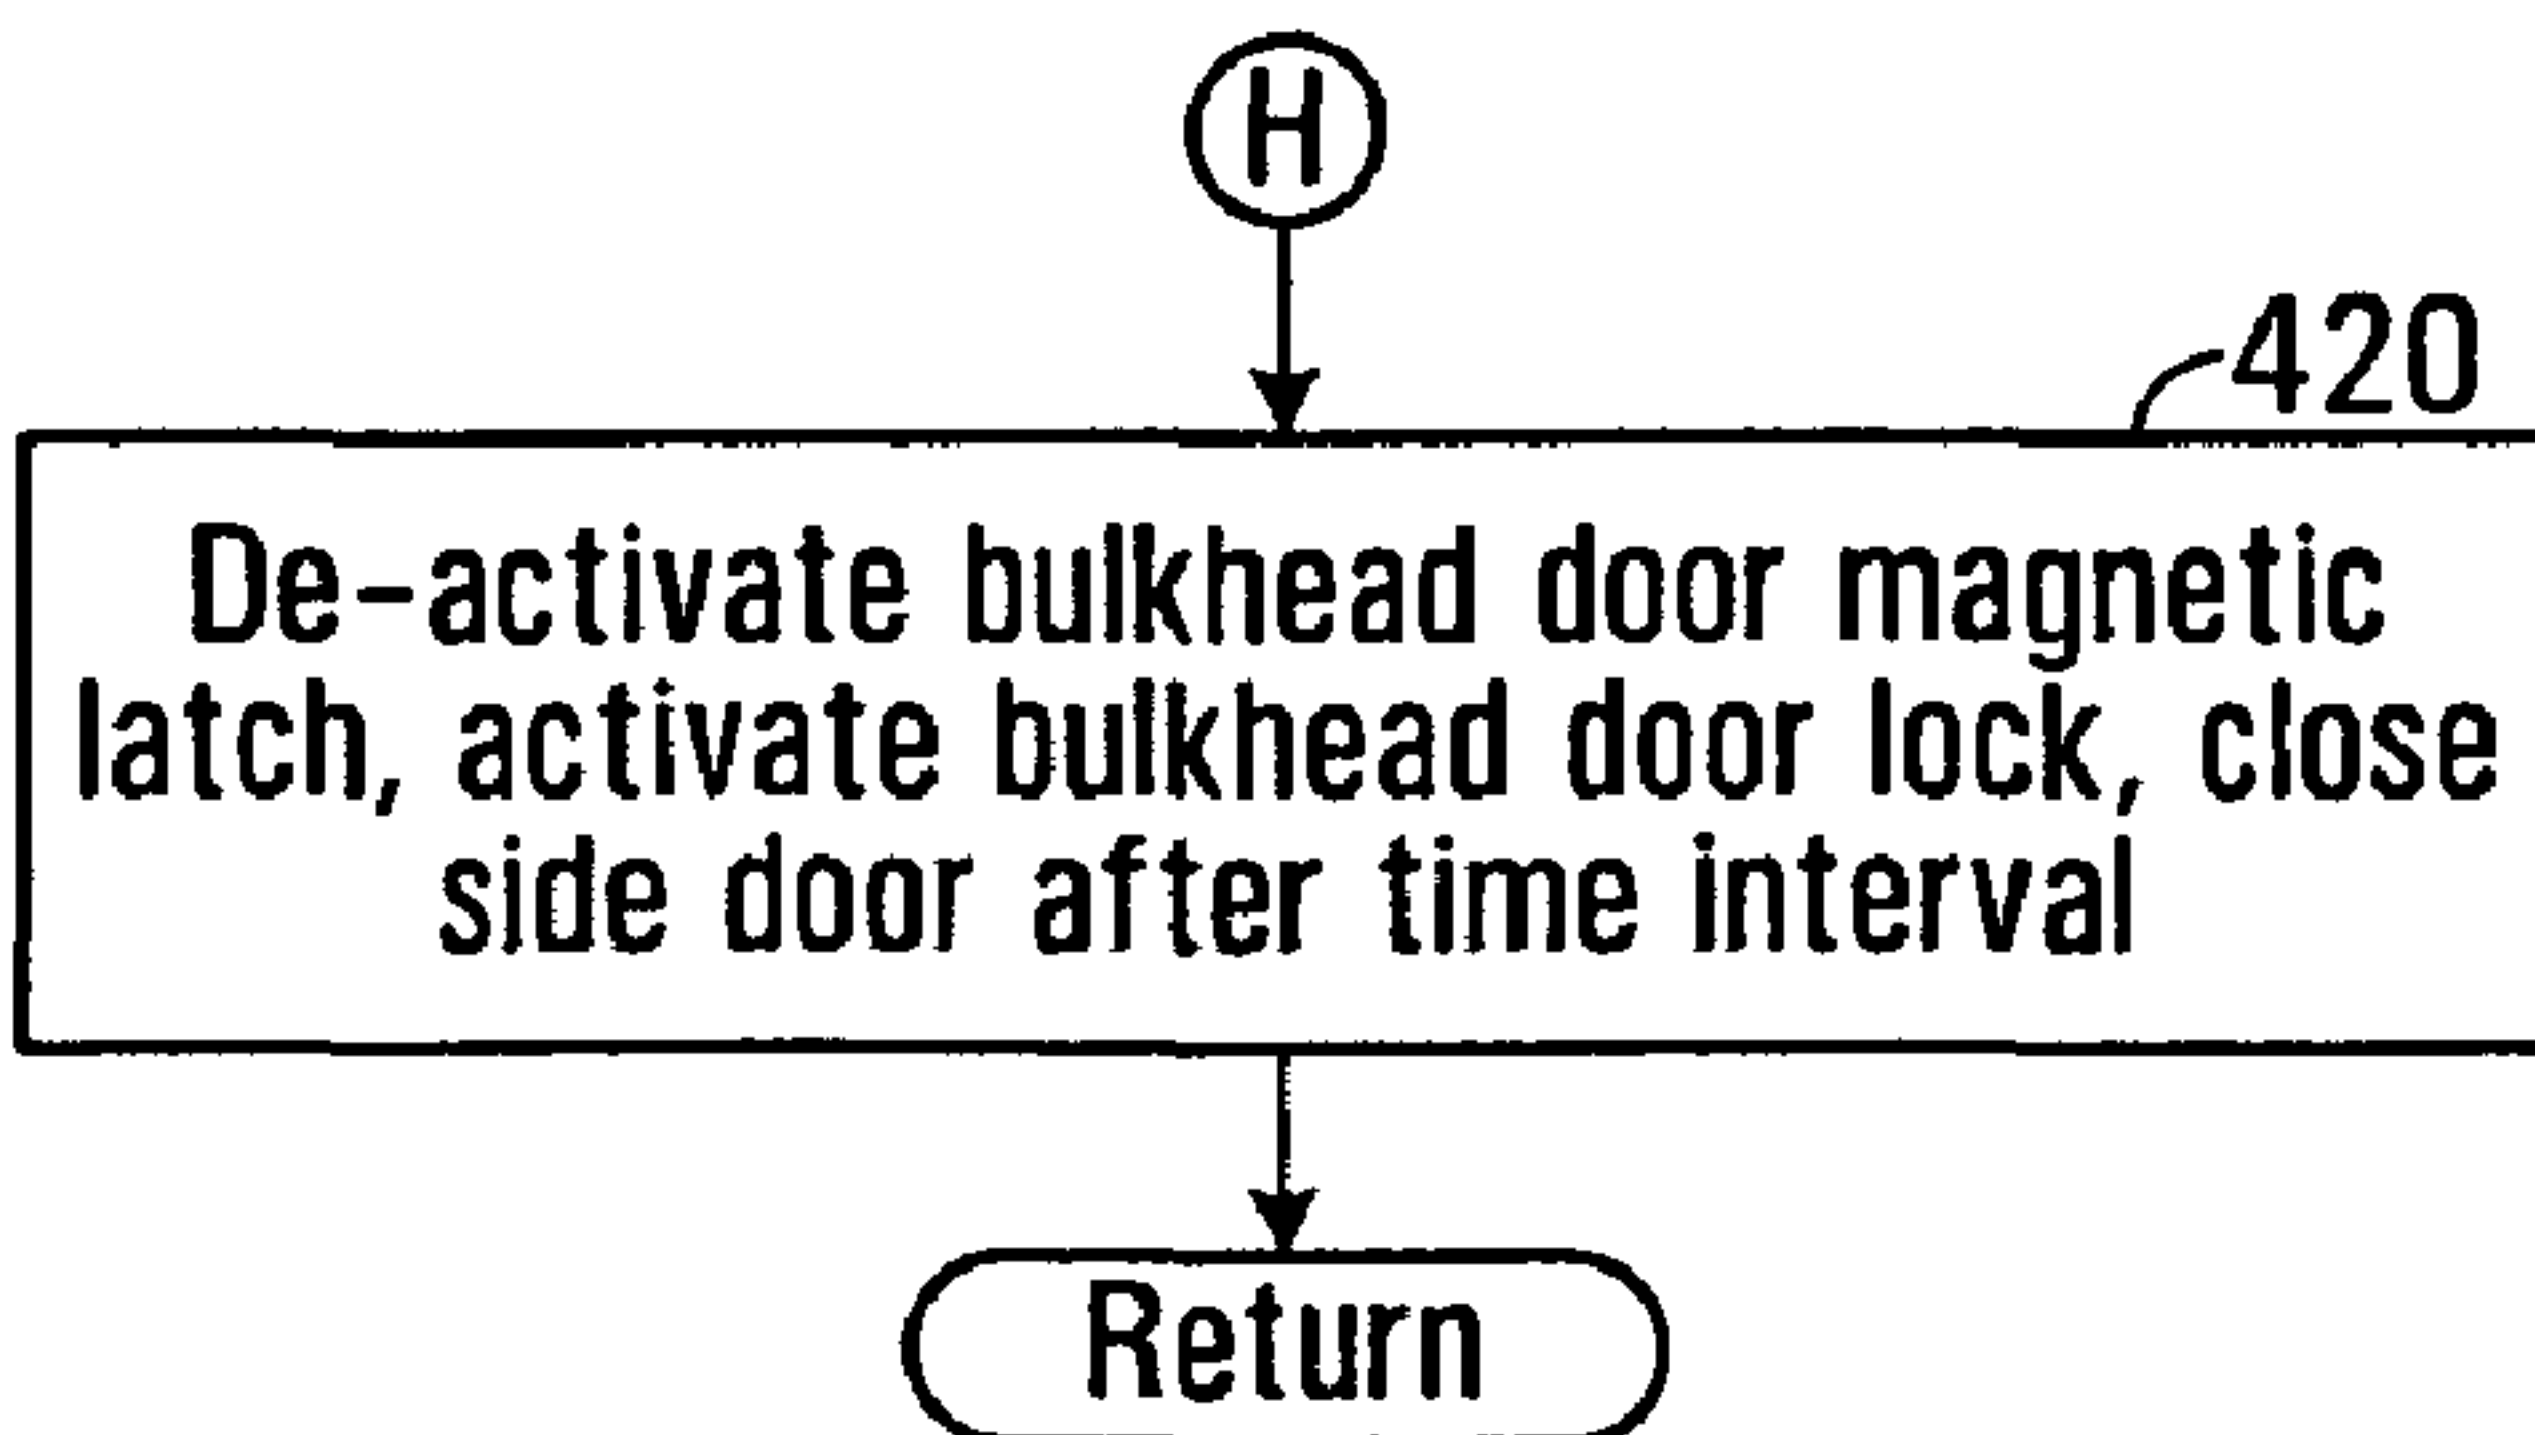 H
420
De-activate bulkhead door magnetic
latch, activate bulkhead door lock, close
side door after time interval
Return